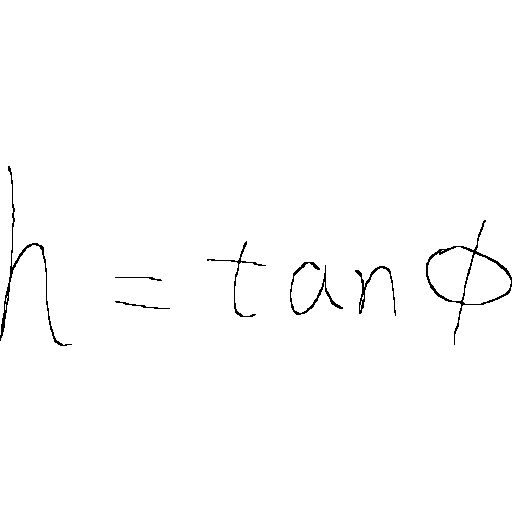 h = tan ϕ